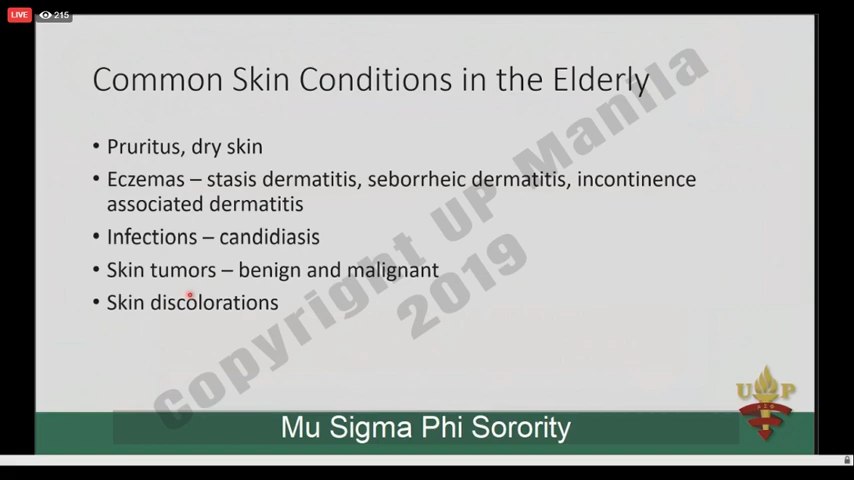 LIVE 215
Common Skin Conditions in the Elderly
• Pruritus, dry skin
• Eczemas – stasis dermatitis, seborrheic dermatitis, incontinence
associated dermatitis
• Infections – candidiasis
• Skin tumors – benign and malignant
• Skin discolorations
Copyright UP Manila
2019
UP
ΜΣΦ
Mu Sigma Phi Sorority